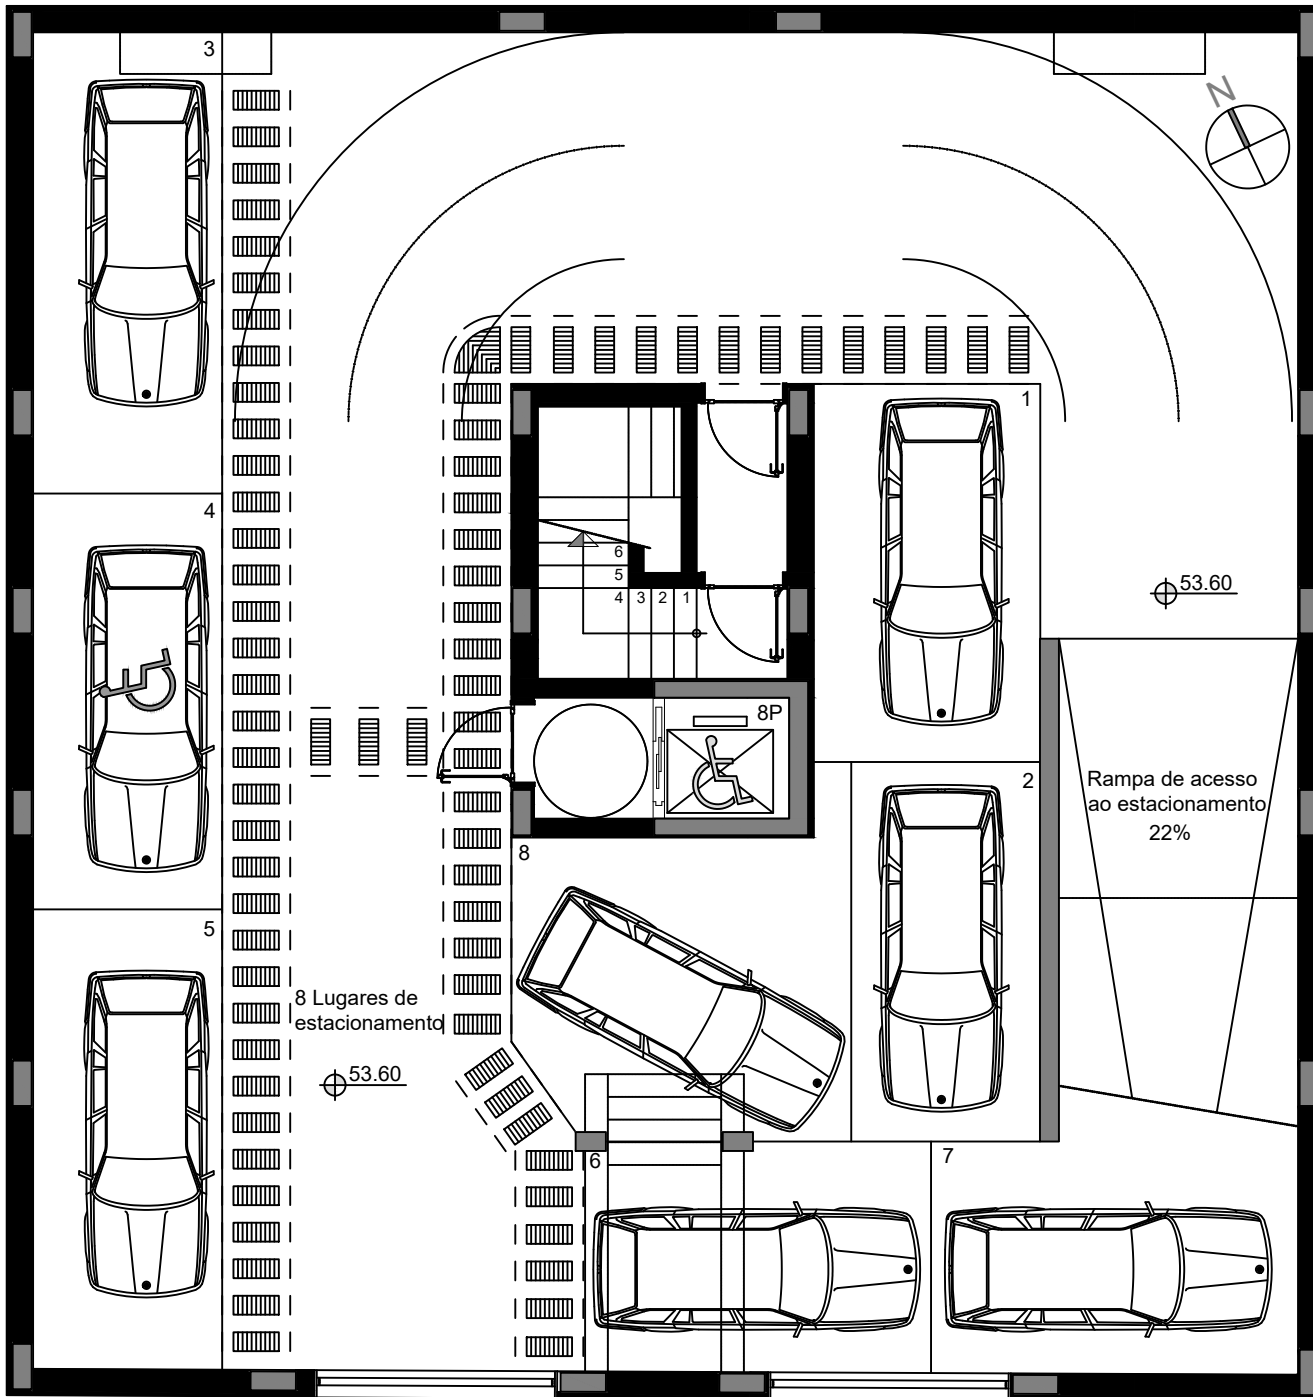 3
N
1
4
6
5
4 3 2 1
53.60
8P
2
Rampa de acesso
ao estacionamento
22%
8
5
8 Lugares de
estacionamento
53.60
6
7